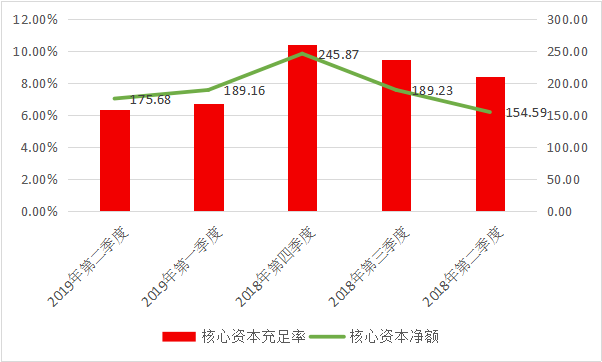 12.00%
10.00%
8.00%
6.00%
4.00%
2.00%
0.00%
300.00
250.00
200.00
150.00
100.00
50.00
0.00
175.68
189.16
245.87
189.23
154.59
2019年第二季度
2019年第一季度
2018年第四季度
2018年第三季度
2018年第二季度
核心资本充足率
核心资本净额